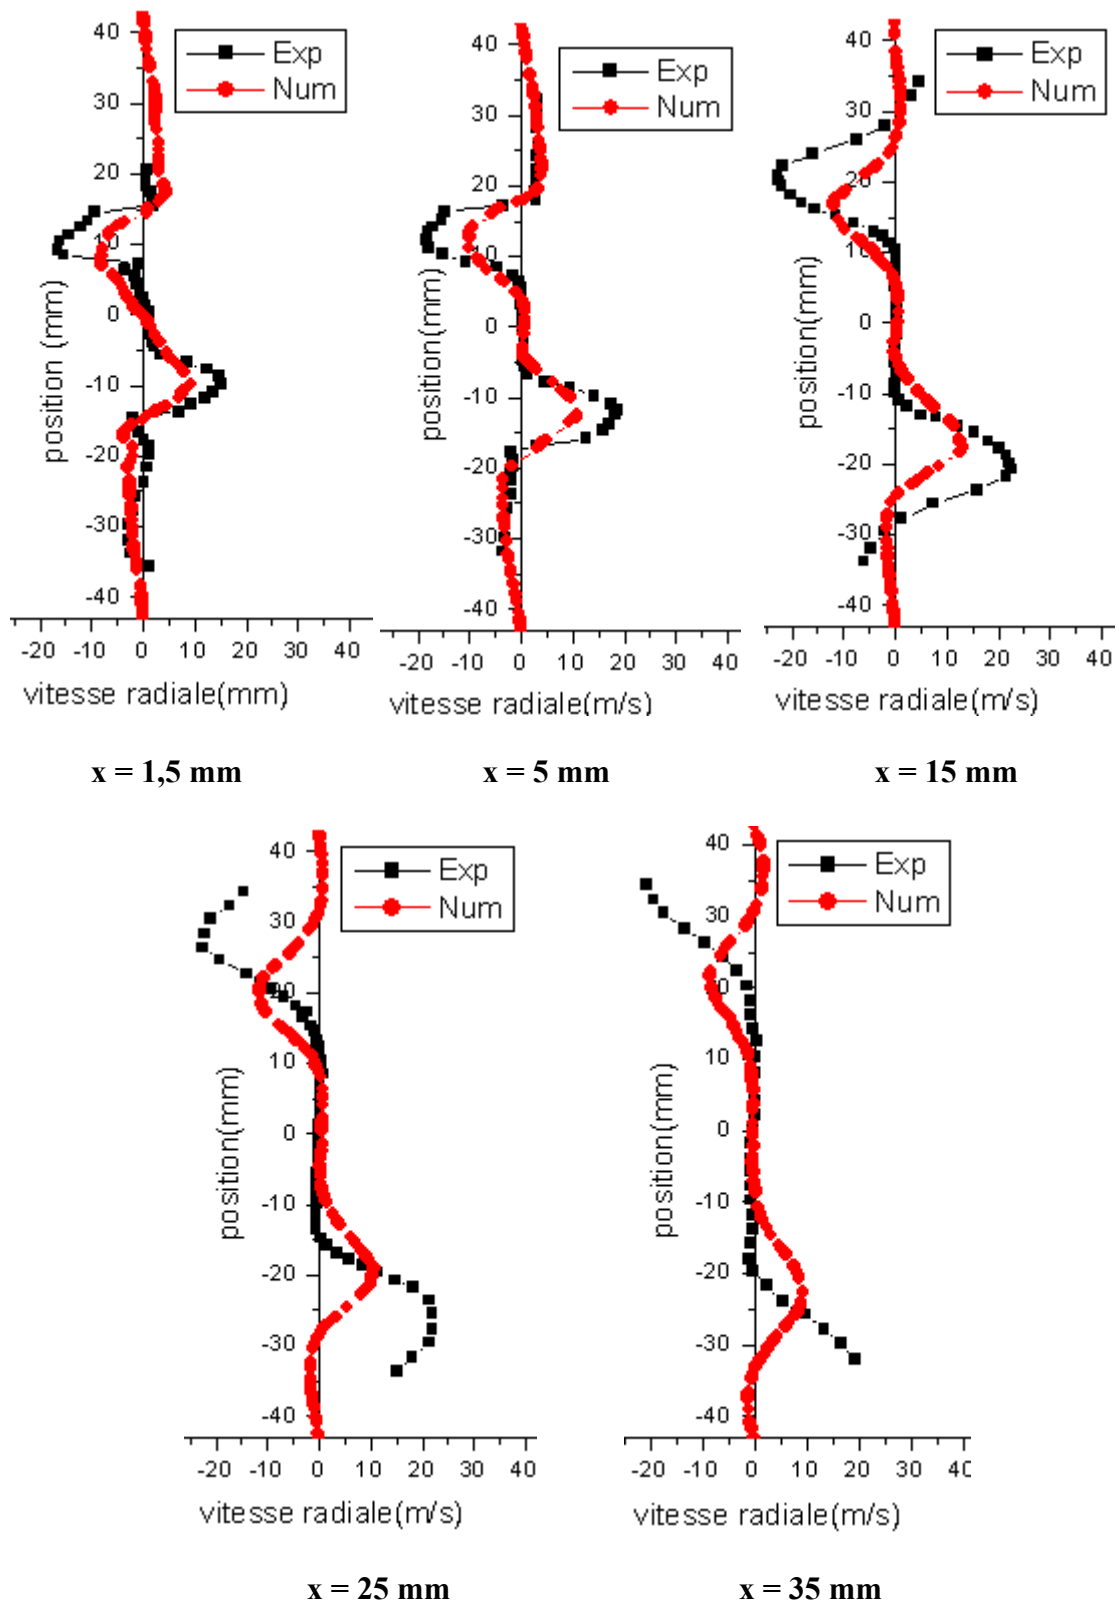 40
30
20
10
0
-10
-20
-30
-40
position (mm)
Exp
Num
-20 -10 0 10 20 30 40
vitesse radiale(mm)
40
30
20
10
0
-10
-20
-30
-40
position(mm)
Exp
Num
-20 -10 0 10 20 30 40
vitesse radiale(m/s)
40
30
20
10
0
-10
-20
-30
-40
position(mm)
Exp
Num
-20 -10 0 10 20 30 40
vitesse radiale(m/s)
x = 1,5 mm
x = 5 mm
x = 15 mm
40
30
20
10
0
-10
-20
-30
-40
position(mm)
Exp
Num
-20 -10 0 10 20 30 40
vitesse radiale(m/s)
40
30
20
10
0
-10
-20
-30
-40
position(mm)
Exp
Num
-20 -10 0 10 20 30 40
vitesse radiale(m/s)
x = 25 mm
x = 35 mm